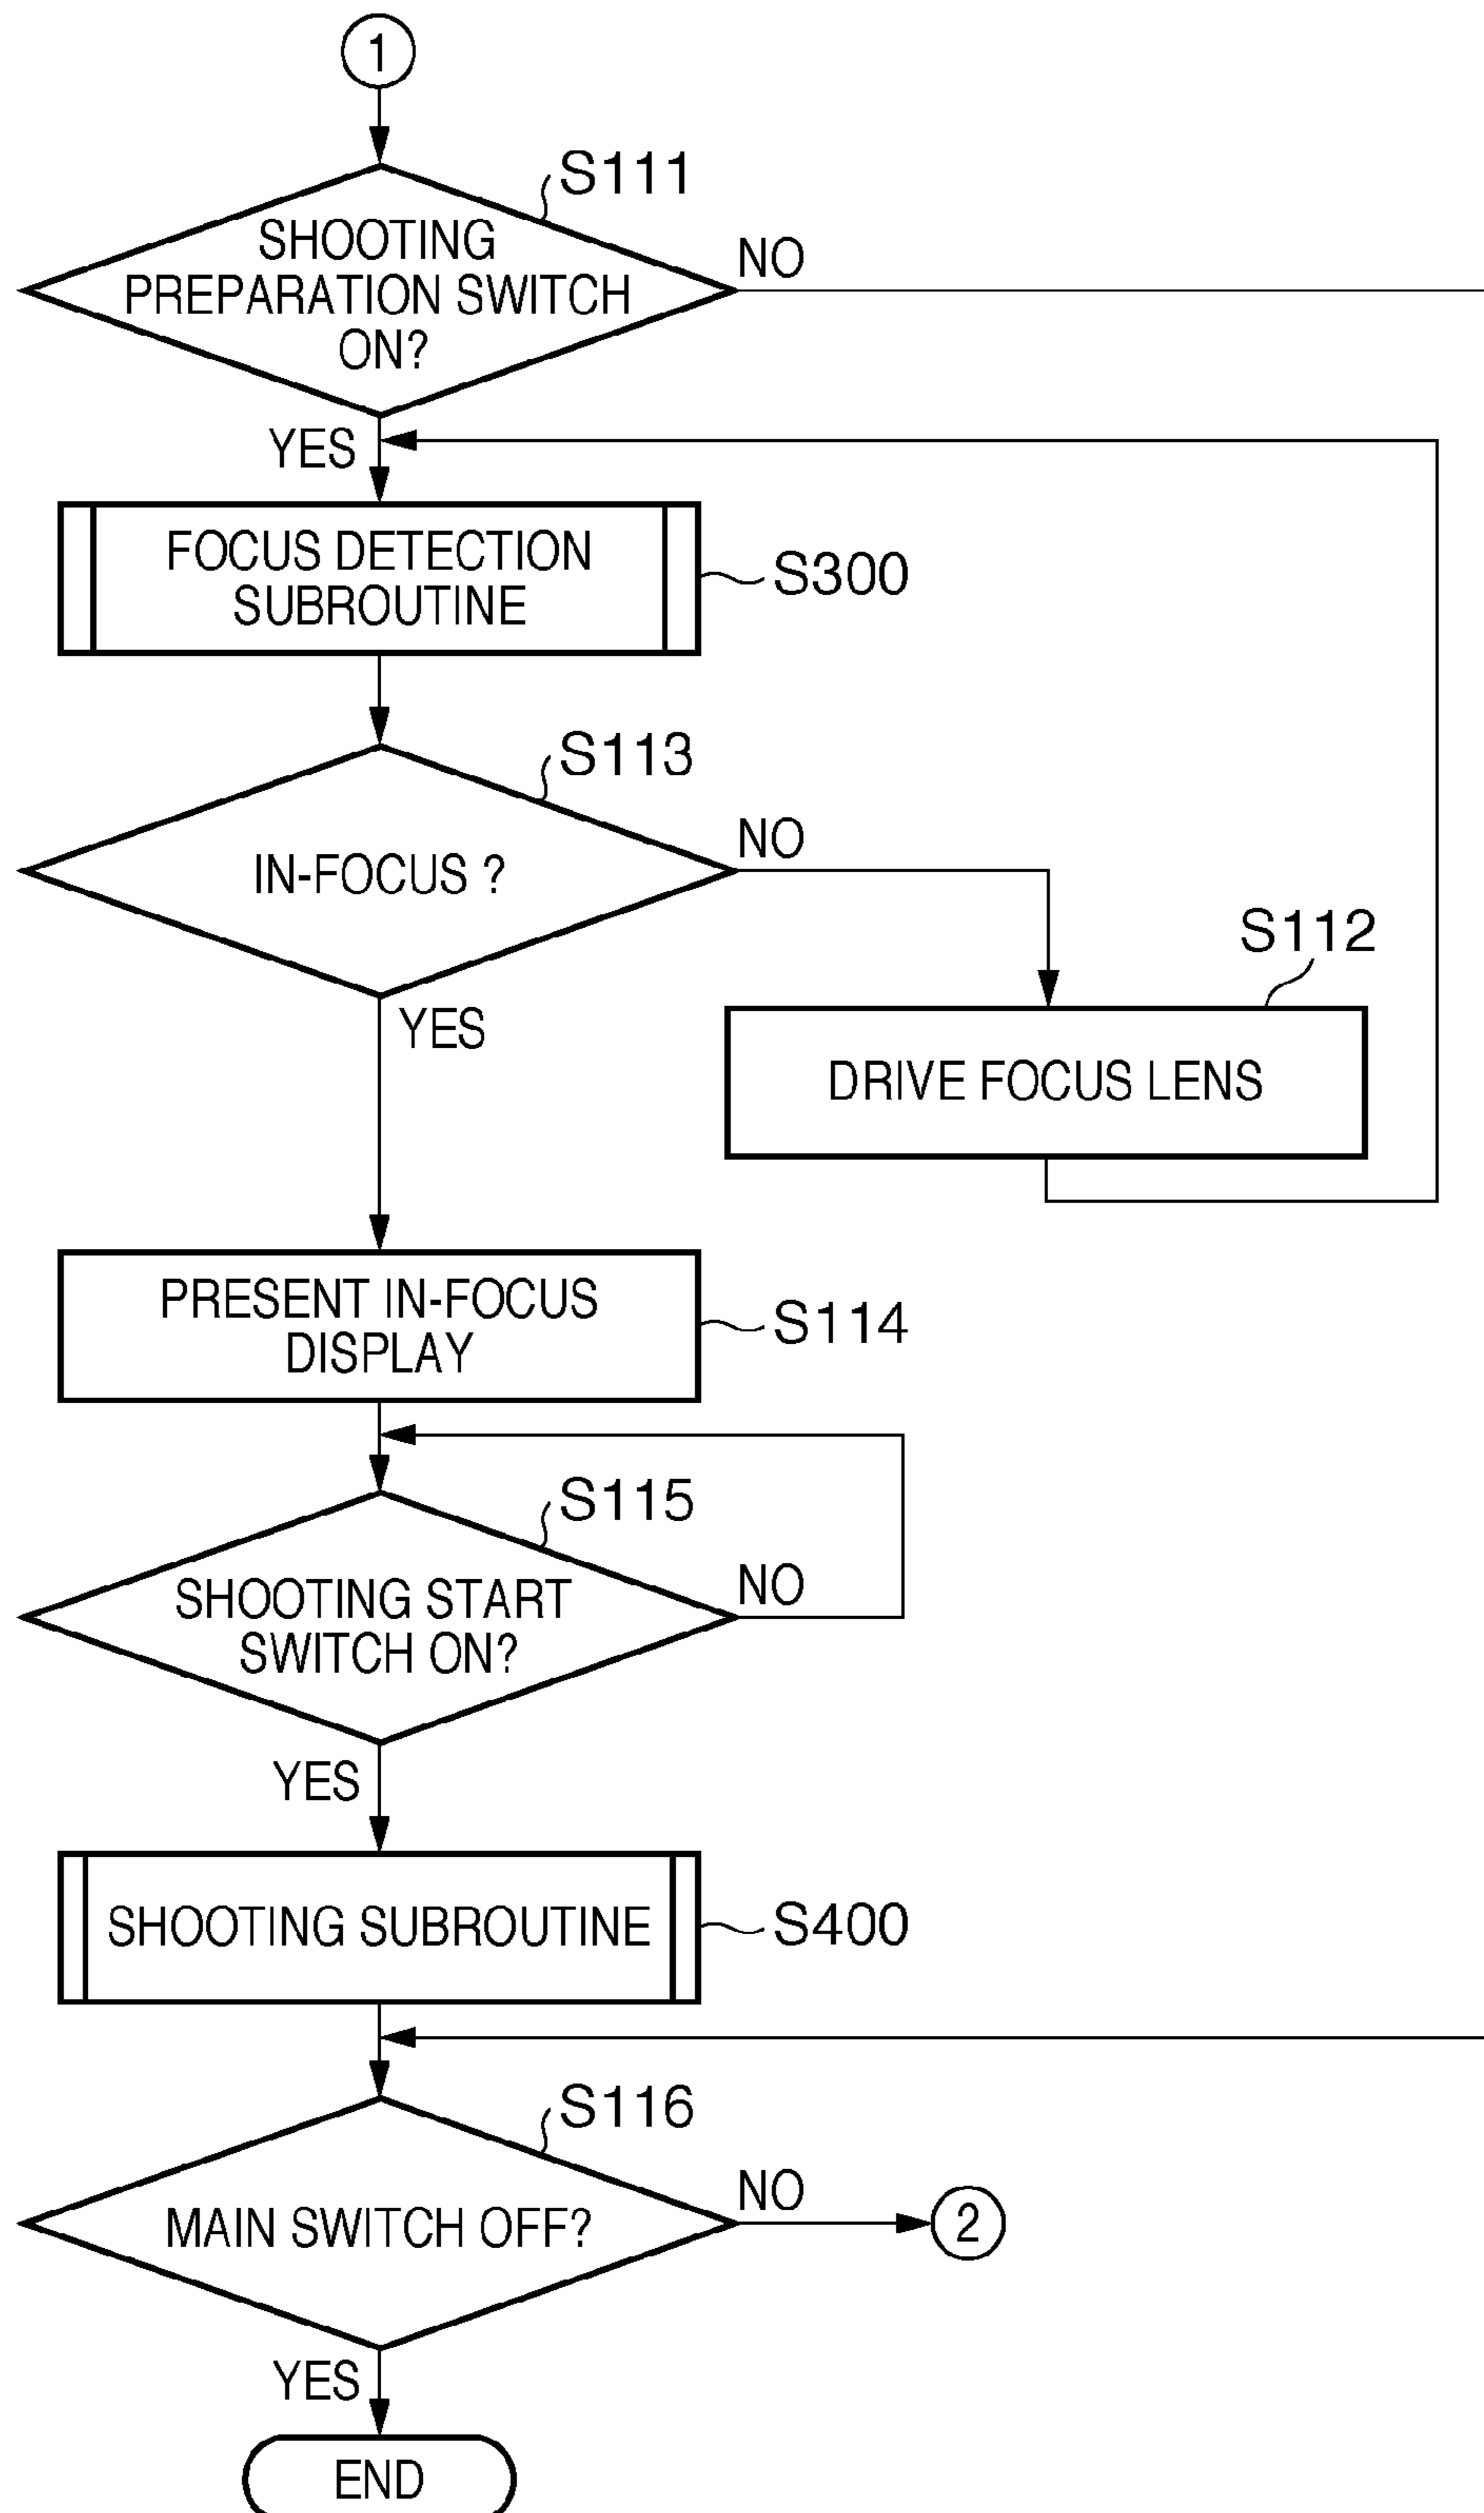 1
S111
SHOOTING
PREPARATION SWITCH
ON?
NO
YES
FOCUS DETECTION
SUBROUTINE
S300
S113
IN-FOCUS ?
NO
YES
S112
DRIVE FOCUS LENS
PRESENT IN-FOCUS
DISPLAY
S114
S115
SHOOTING START
SWITCH ON?
NO
YES
SHOOTING SUBROUTINE
S400
S116
MAIN SWITCH OFF?
NO
2
YES
END